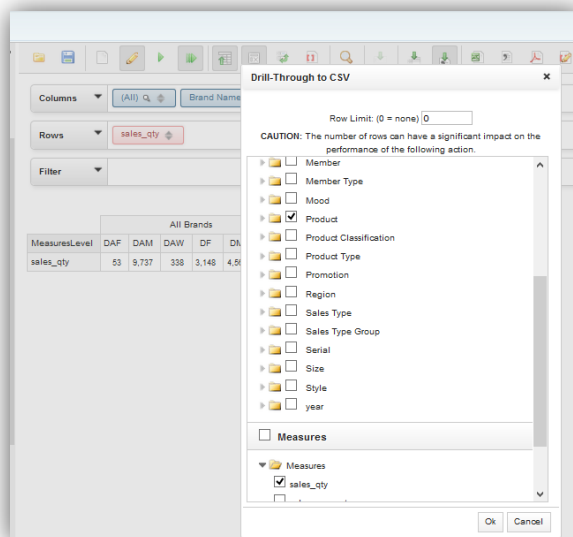 Drill-Through to CSV
×
Columns
(All)
Brand Name
Row Limit: (0 = none) 0
CAUTION: The number of rows can have a significant impact on the
performance of the following action.
Rows
sales_qty
Filter
Member
Member Type
Mood
Product
Product Classification
Product Type
Promotion
Region
Sales Type
Sales Type Group
Serial
Size
Style
year
All Brands
MeasuresLevel DAF DAM DAW DF
sales_qty 53 9,737 338 3,148
Measures
Measures
sales_qty
Ok Cancel